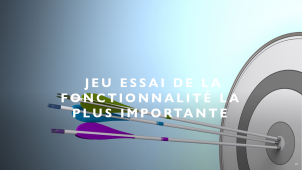 JEU ESSAI DE LA
FONCTIONNALITÉ LA
PLUS IMPORTANTE